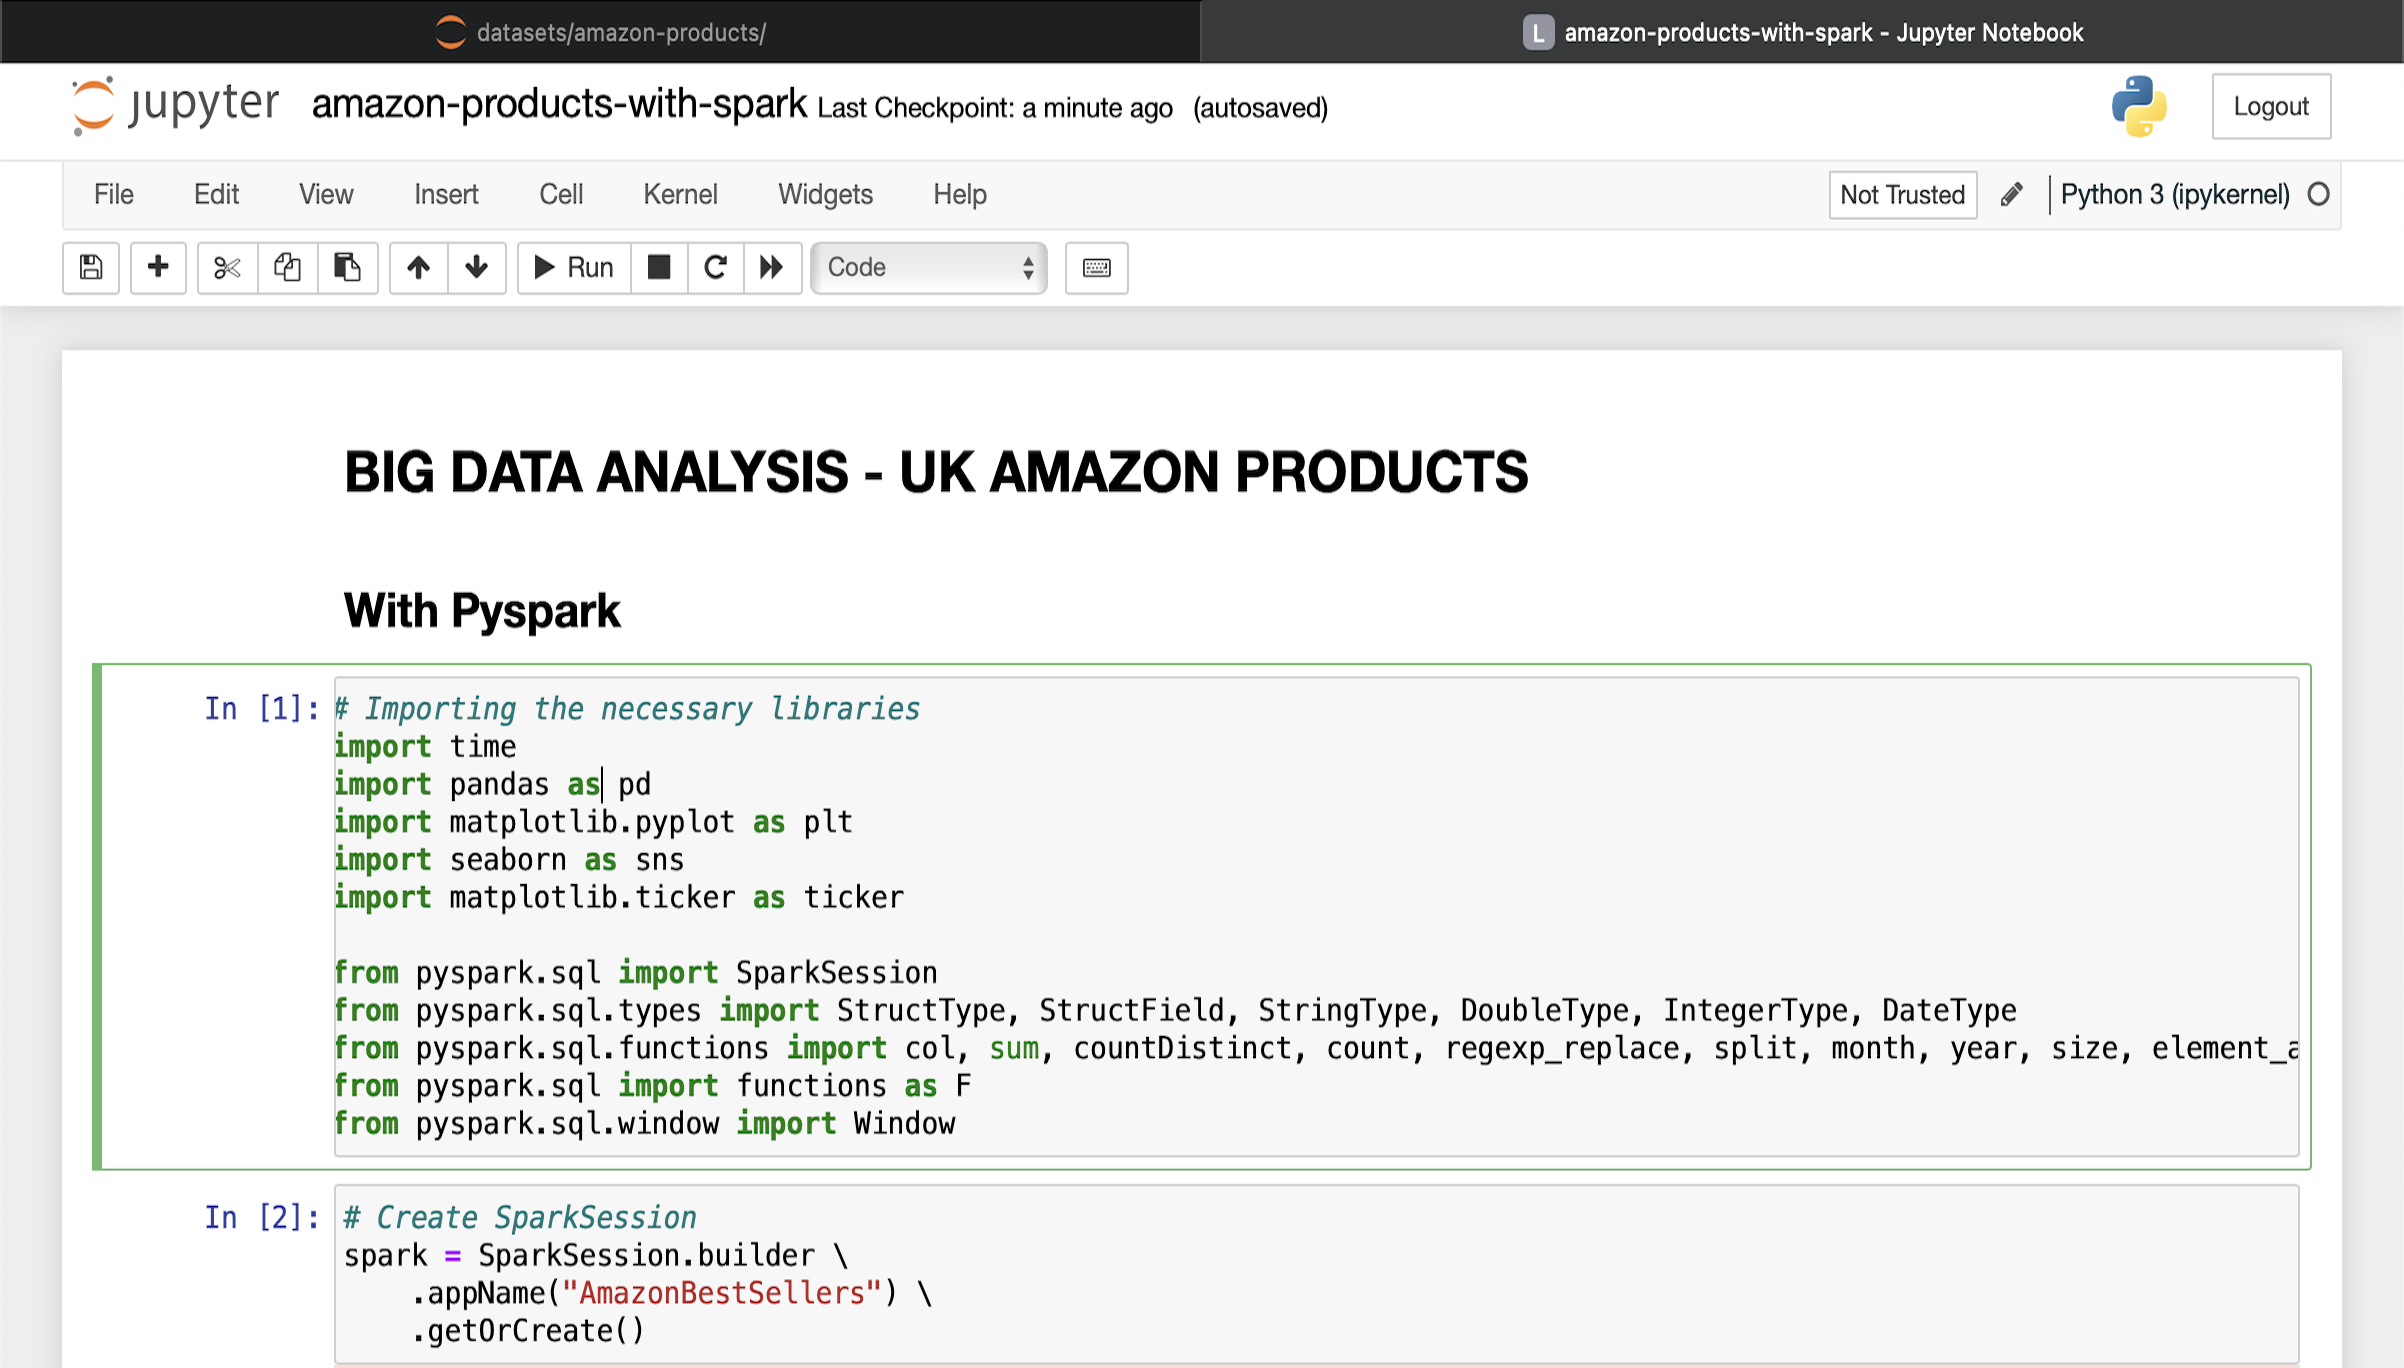 datasets/amazon-products/
L amazon-products-with-spark - Jupyter Notebook
jupyter amazon-products-with-spark Last Checkpoint: a minute ago (autosaved)
Logout
File Edit View Insert Cell Kernel Widgets Help
Not Trusted Python 3 (ipykernel)
Run Code
BIG DATA ANALYSIS - UK AMAZON PRODUCTS
With Pyspark
In [1]: # Importing the necessary libraries
import time
import pandas as pd
import matplotlib.pyplot as plt
import seaborn as sns
import matplotlib.ticker as ticker
from pyspark.sql import SparkSession
from pyspark.sql.types import StructType, StructField, StringType, DoubleType, IntegerType, DateType
from pyspark.sql.functions import col, sum, countDistinct, count, regexp_replace, split, month, year, size,
from pyspark.sql import functions as F
from pyspark.sql.window import Window
In [2]: # Create SparkSession
spark = SparkSession.builder \
.appName("AmazonBestSellers") \
.getOrCreate()